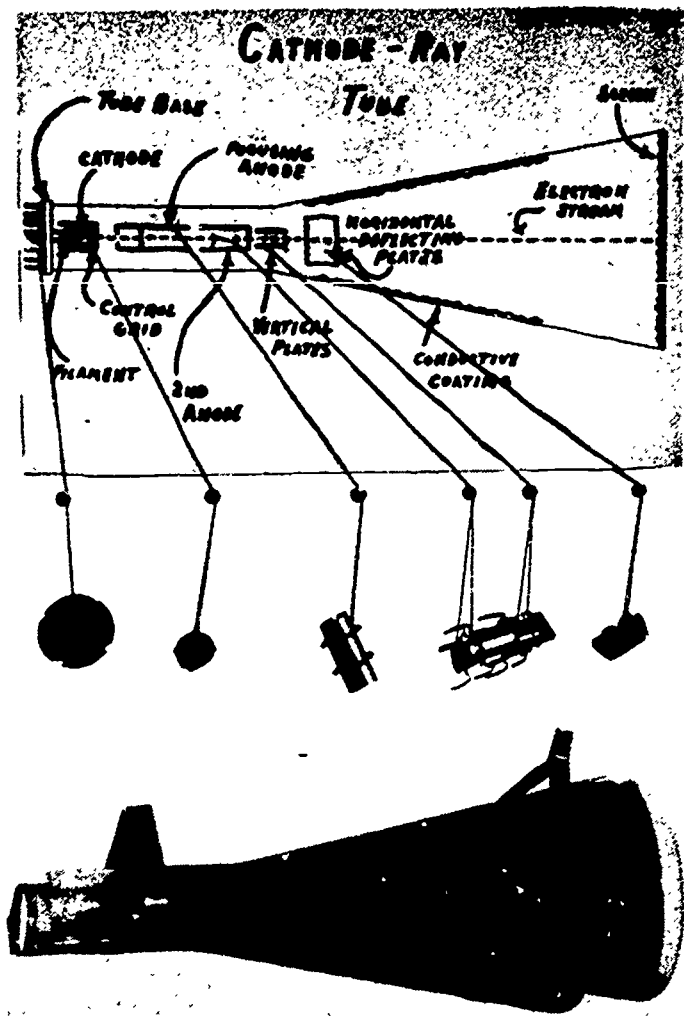 CATHODE-RAY
TUBE
TUBE BASE
SCREEN
CATHODE
FOCUSING
ANODE
ELECTRON
STREAM
HORIZONTAL
DEFLECTING
PLATES
CONTROL
GRID
VERTICAL
PLATES
CONDUCTIVE
COATING
FILAMENT
2ND
ANODE